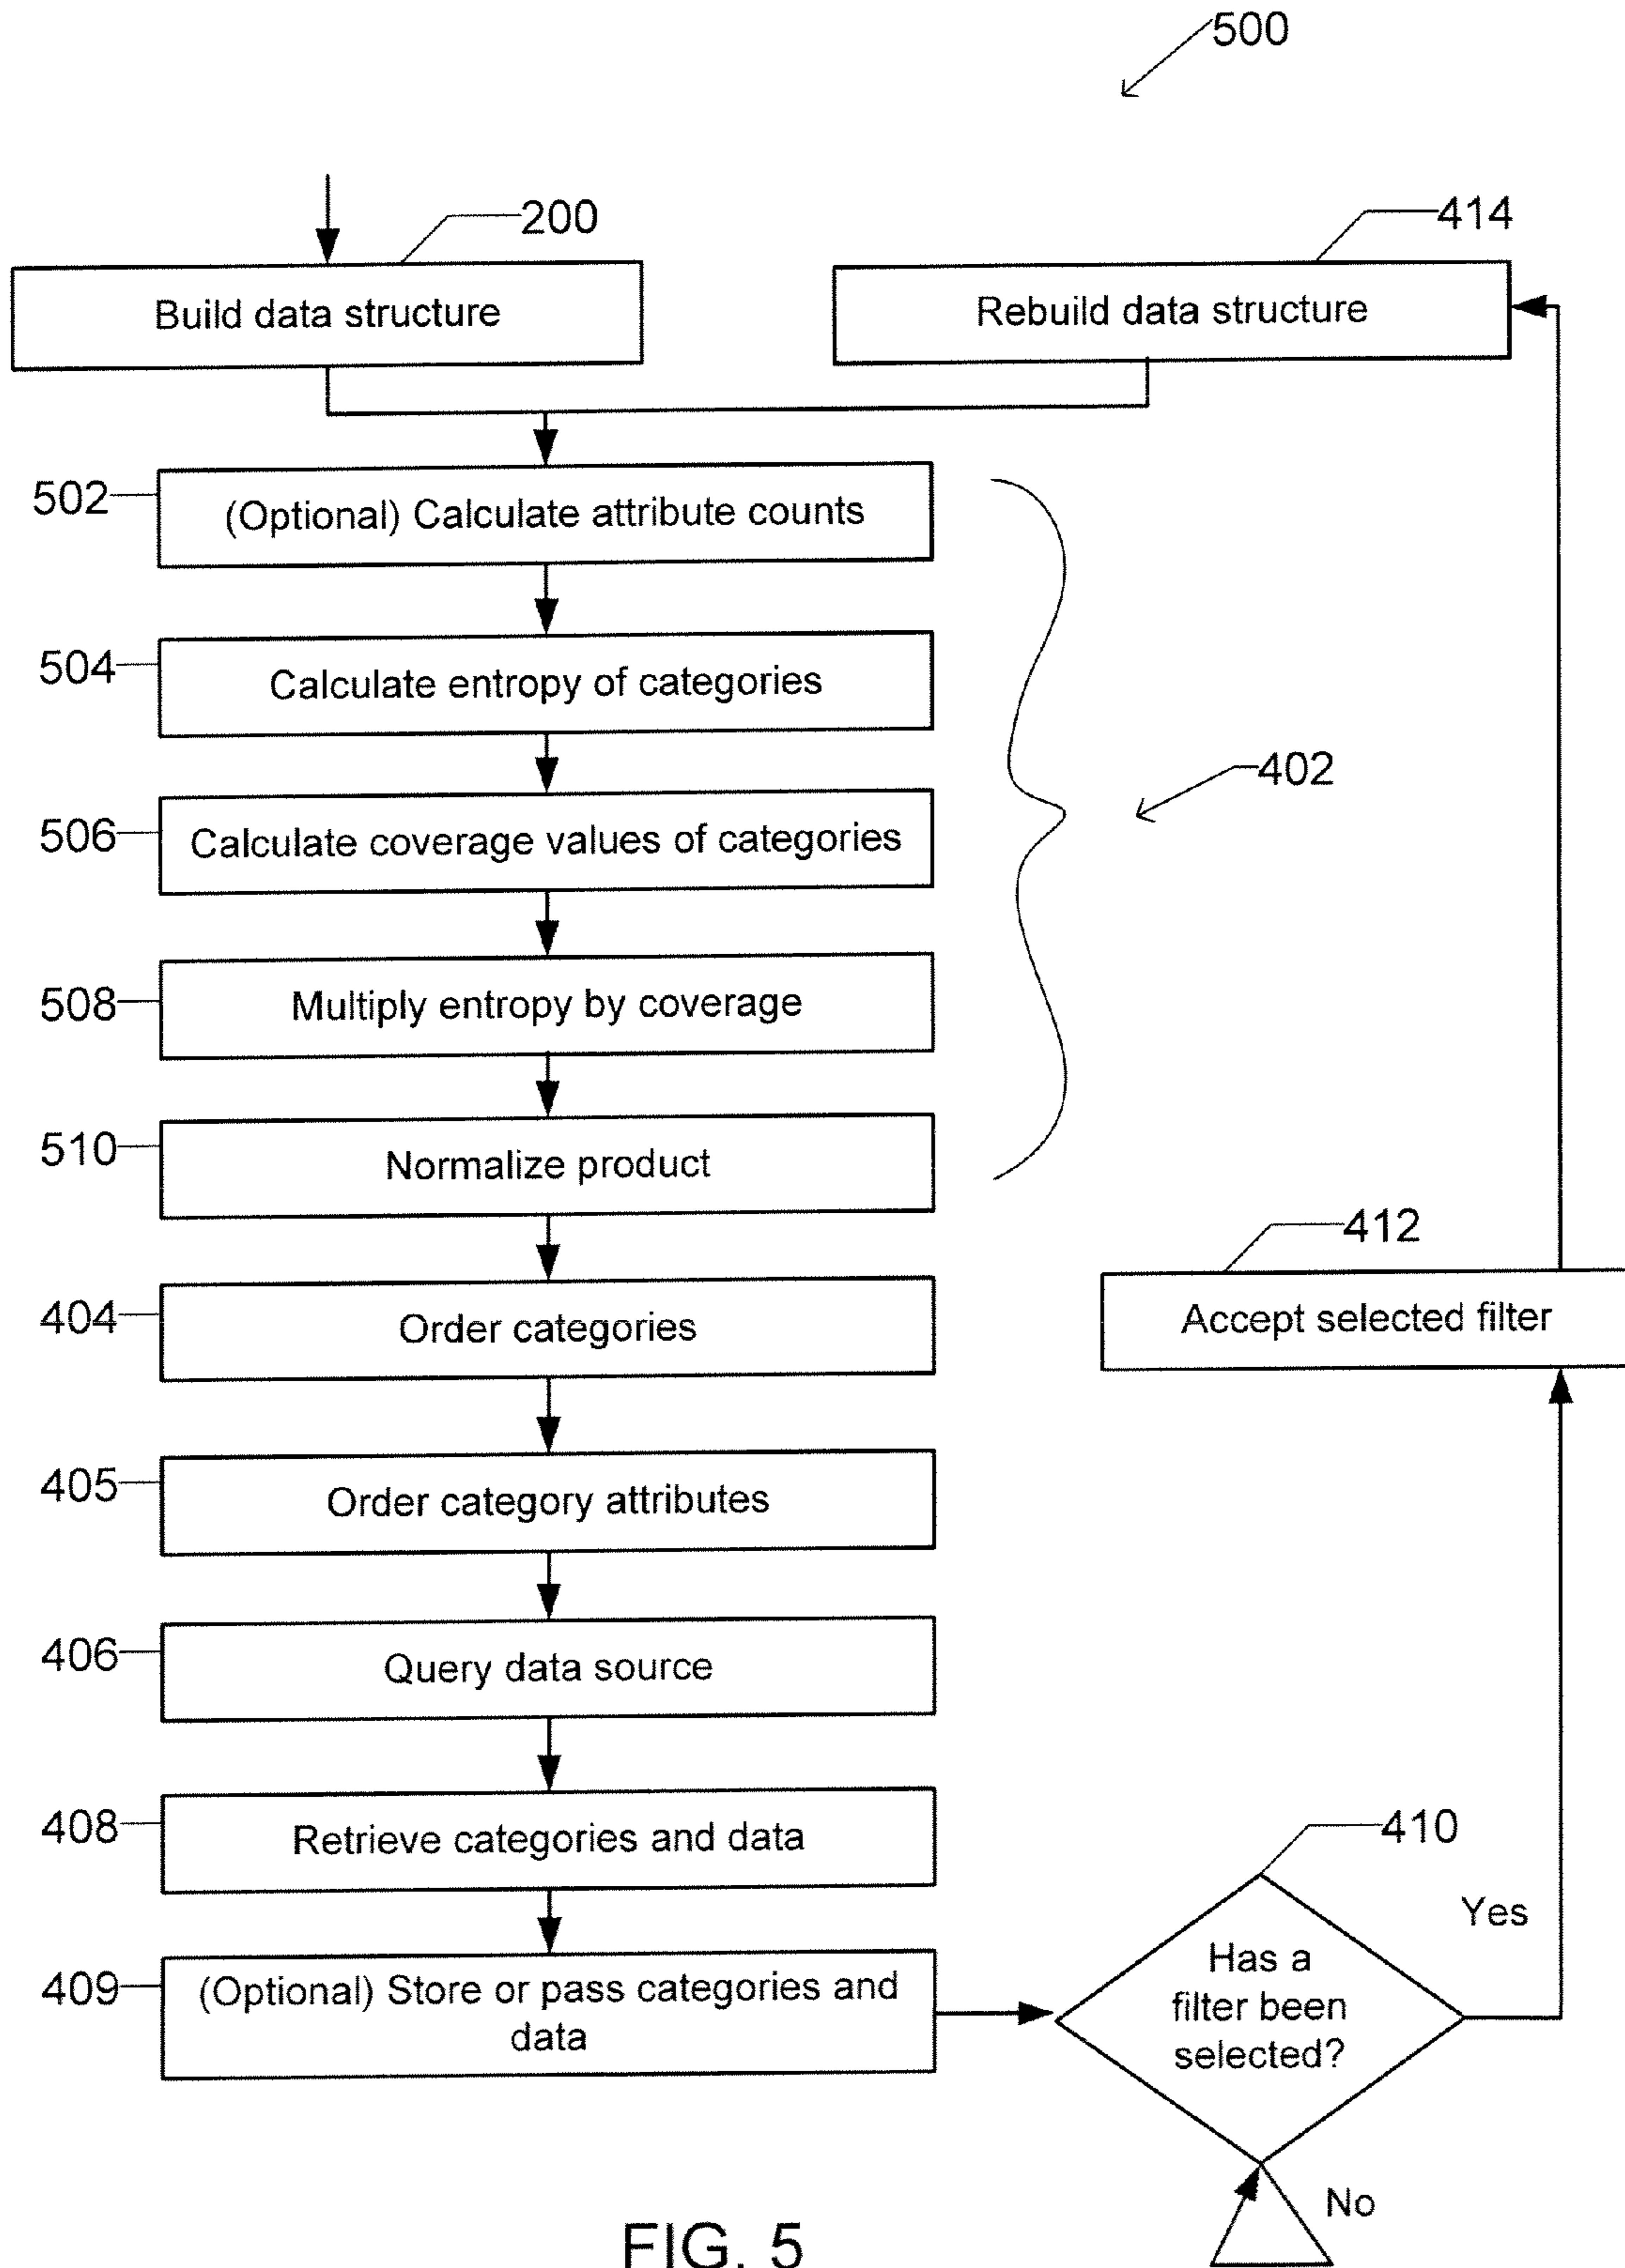 500
200
414
Build data structure
Rebuild data structure
502
(Optional) Calculate attribute counts
504
Calculate entropy of categories
402
506
Calculate coverage values of categories
508
Multiply entropy by coverage
510
Normalize product
412
404
Order categories
Accept selected filter
405
Order category attributes
406
Query data source
408
Retrieve categories and data
410
Yes
409
(Optional) Store or pass categories and
data
Has a
filter been
selected?
No
FIG. 5